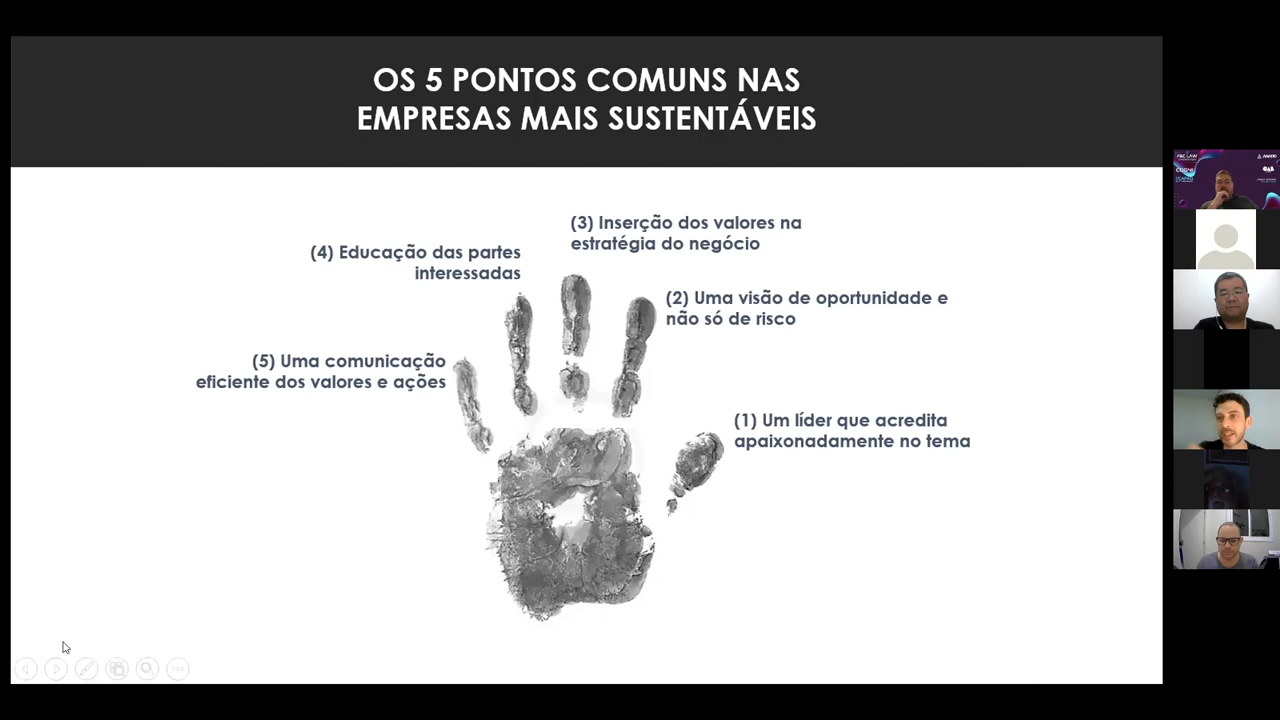 OS 5 PONTOS COMUNS NAS
EMPRESAS MAIS SUSTENTÁVEIS
(3) Inserção dos valores na
estratégia do negócio
(4) Educação das partes
interessadas
(2) Uma visão de oportunidade e
não só de risco
(5) Uma comunicação
eficiente dos valores e ações
(1) Um líder que acredita
apaixonadamente no tema